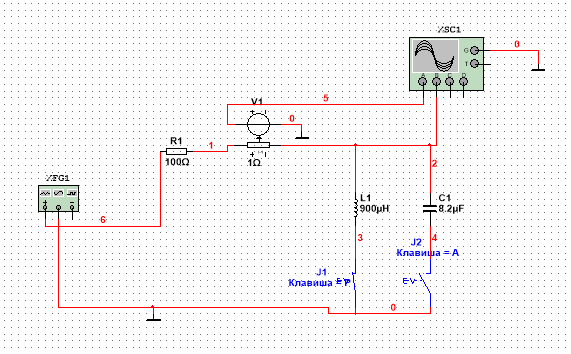 XSC1
G
T
A B C D
0
5
V1
0
R1
1
100Ω
1Ω
2
L1
900µH
C1
8.2µF
XFG1
6
3
4
J1
Клавиша =
J2
Клавиша = A
0